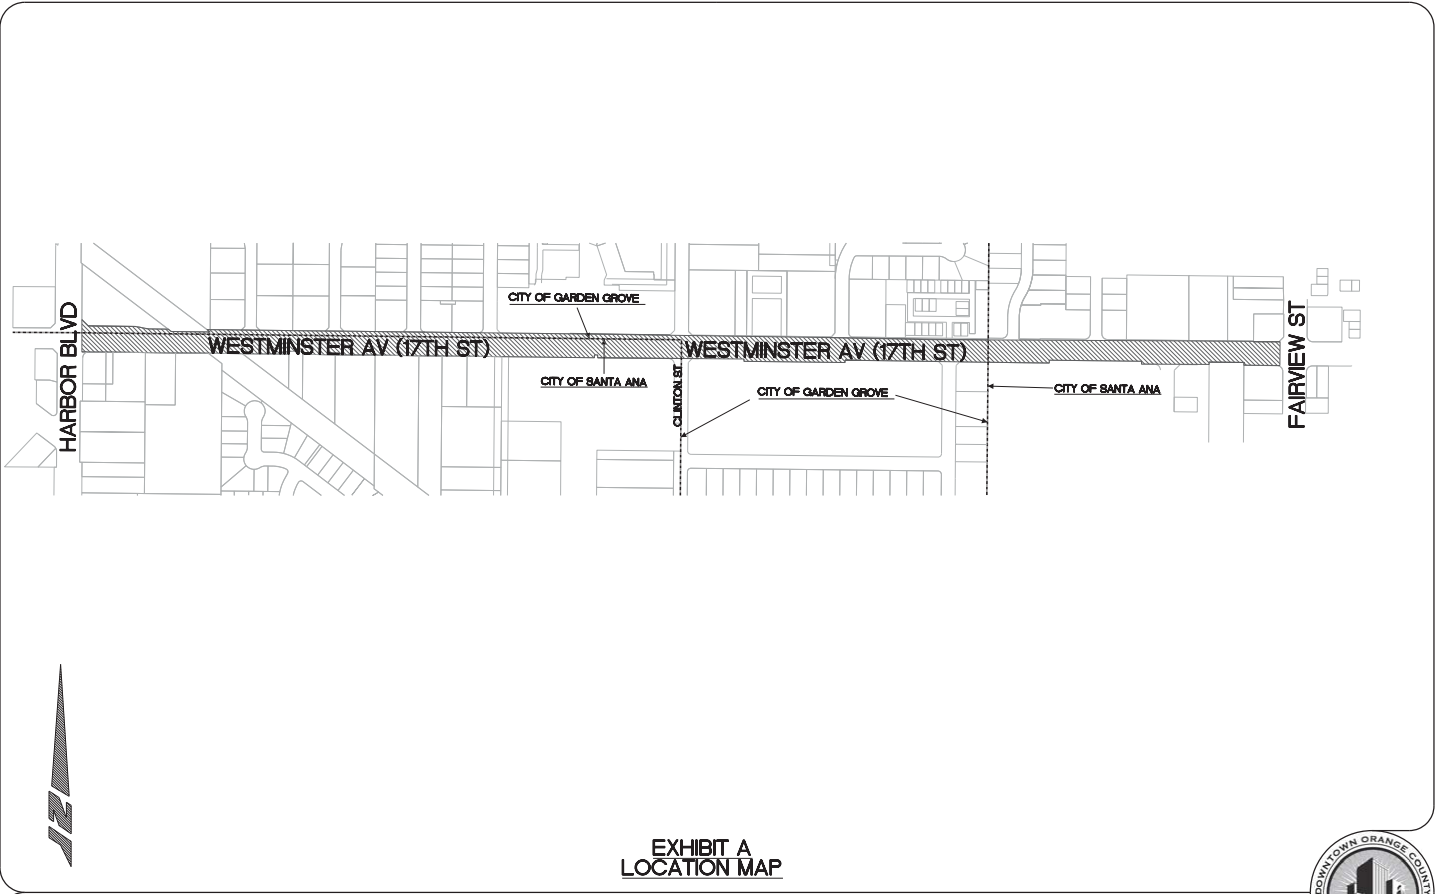 CITY OF GARDEN GROVE
HARBOR BLVD
WESTMINSTER AV (17TH ST)
WESTMINSTER AV (17TH ST)
FAIRVIEW ST
CITY OF SANTA ANA
CLINTON ST.
CITY OF GARDEN GROVE
CITY OF SANTA ANA
EXHIBIT A
LOCATION MAP
DOWNTOWN ORANGE COUNTY